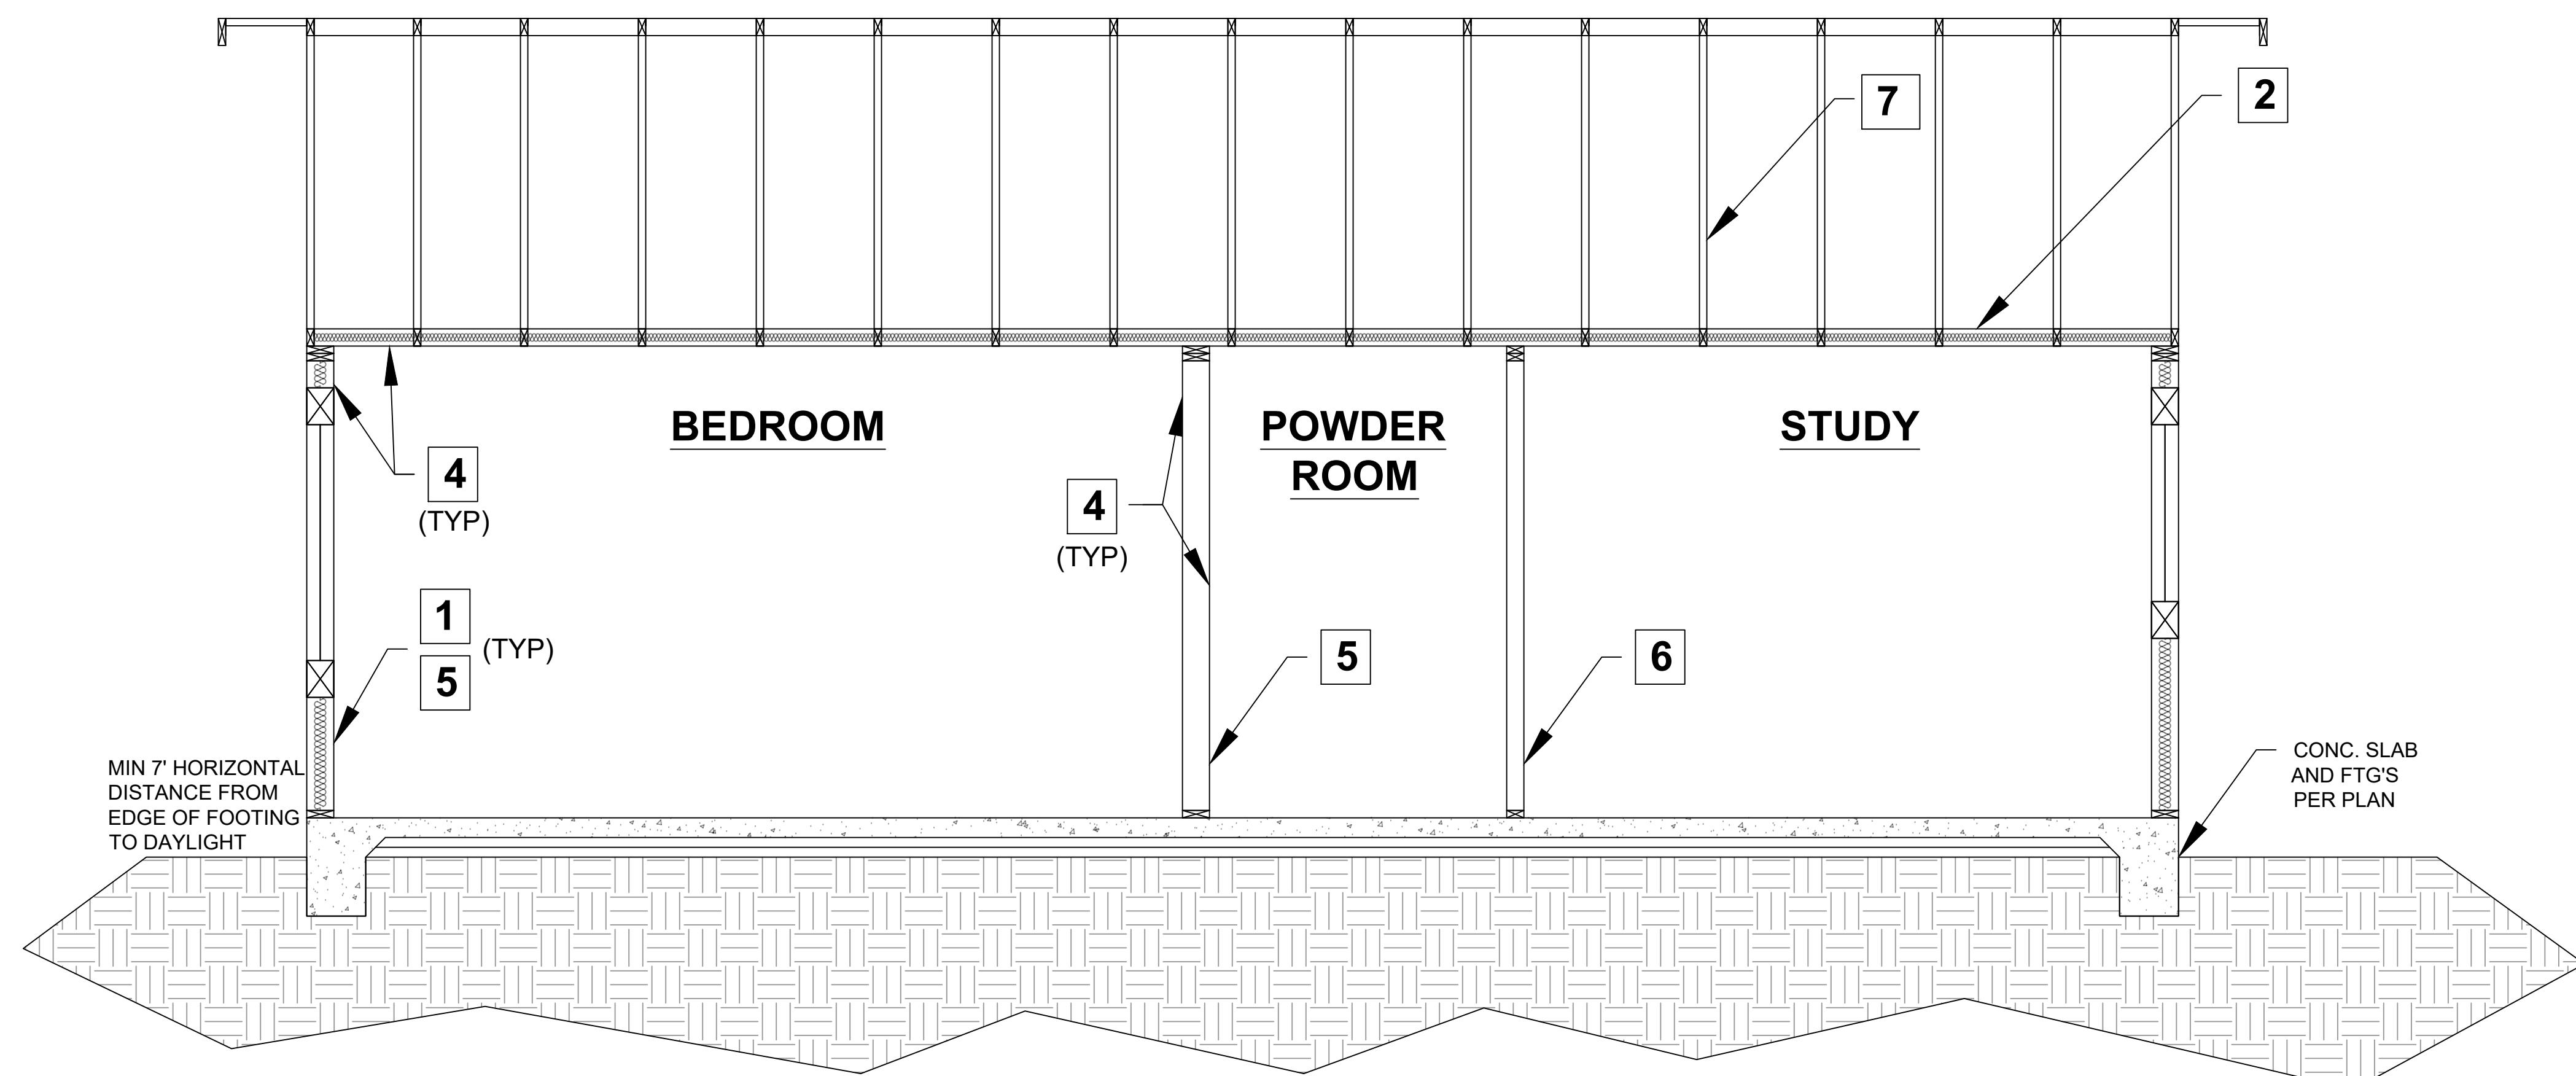 7
2
BEDROOM
POWDER
ROOM
STUDY
4
(TYP)
4
(TYP)
1
(TYP)
5
5
6
MIN 7' HORIZONTAL
DISTANCE FROM
EDGE OF FOOTING
TO DAYLIGHT
CONC. SLAB
AND FTG'S
PER PLAN